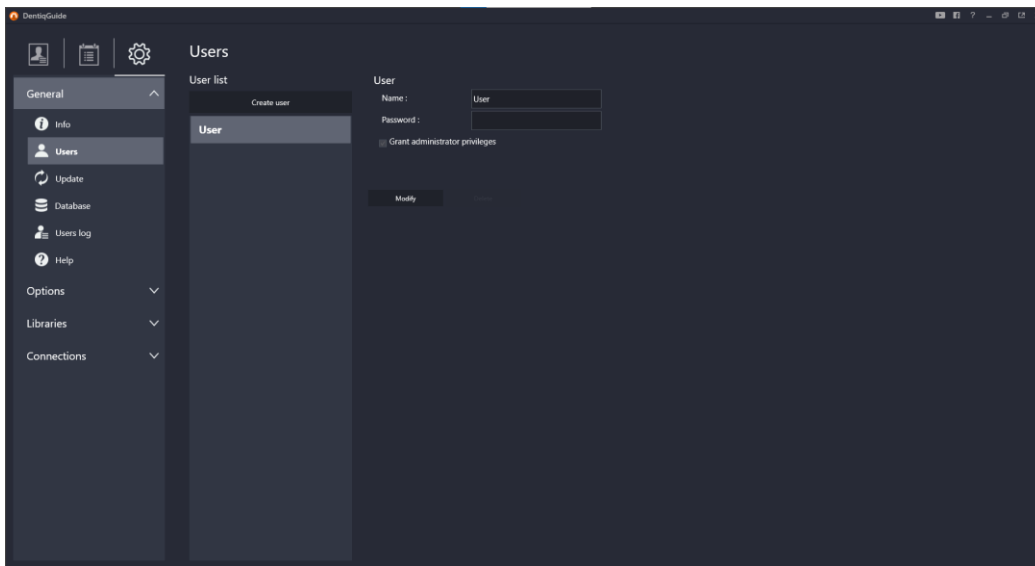 DentiqGuide
?
Users
User list
Create user
User
User
Name :
User
Password :
Grant administrator privileges
Modify
General
Info
Users
Update
Database
Users log
Help
Options
Libraries
Connections